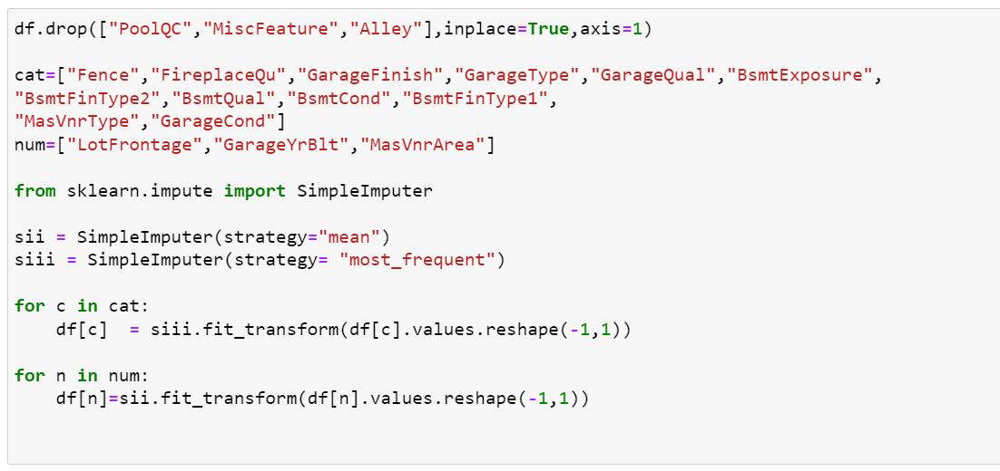 df.drop(["PoolQC","MiscFeature","Alley"],inplace=True,axis=1)
cat=["Fence","FireplaceQu","GarageFinish","GarageType","GarageQual","BsmtExposure",
"BsmtFinType2","BsmtQual","BsmtCond","BsmtFinType1",
"MasVnrType","GarageCond"]
num=["LotFrontage","GarageYrBlt","MasVnrArea"]
from sklearn.impute import SimpleImputer
sii = SimpleImputer(strategy="mean")
siii = SimpleImputer(strategy= "most_frequent")
for c in cat:
    df[c]  = siii.fit_transform(df[c].values.reshape(-1,1))
for n in num:
    df[n]=sii.fit_transform(df[n].values.reshape(-1,1))